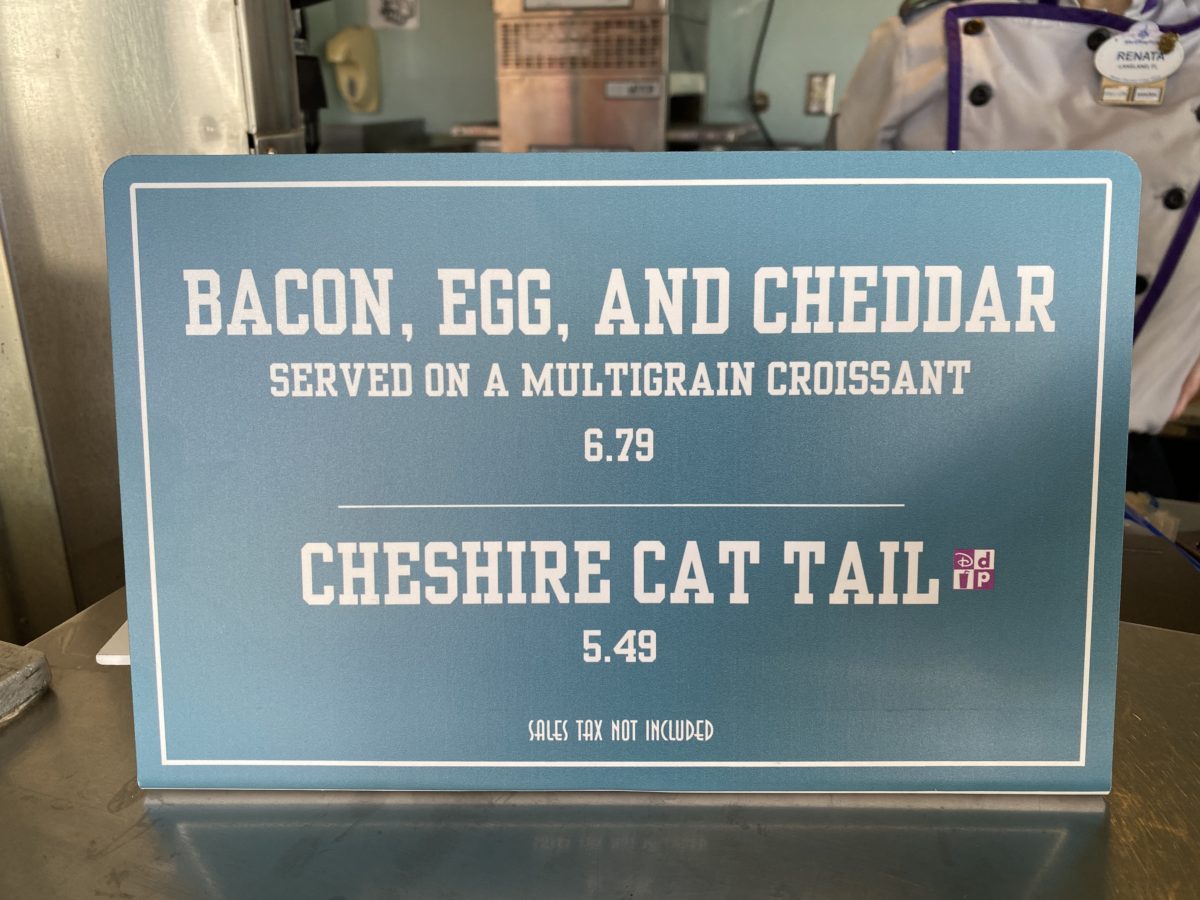 RENATA
BACON, EGG, AND CHEDDAR
SERVED ON A MULTIGRAIN CROISSANT
6.79
CHESHIRE CAT TAIL
D d
P
5.49
SALES TAX NOT INCLUDED